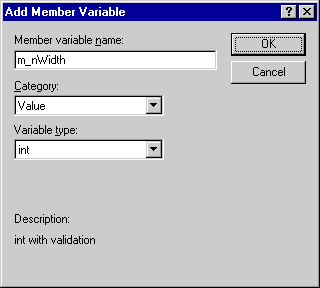 Add Member Variable
Member variable name:
OK
m_nWidth
Cancel
Category:
Value
Variable type:
int
Description:
int with validation